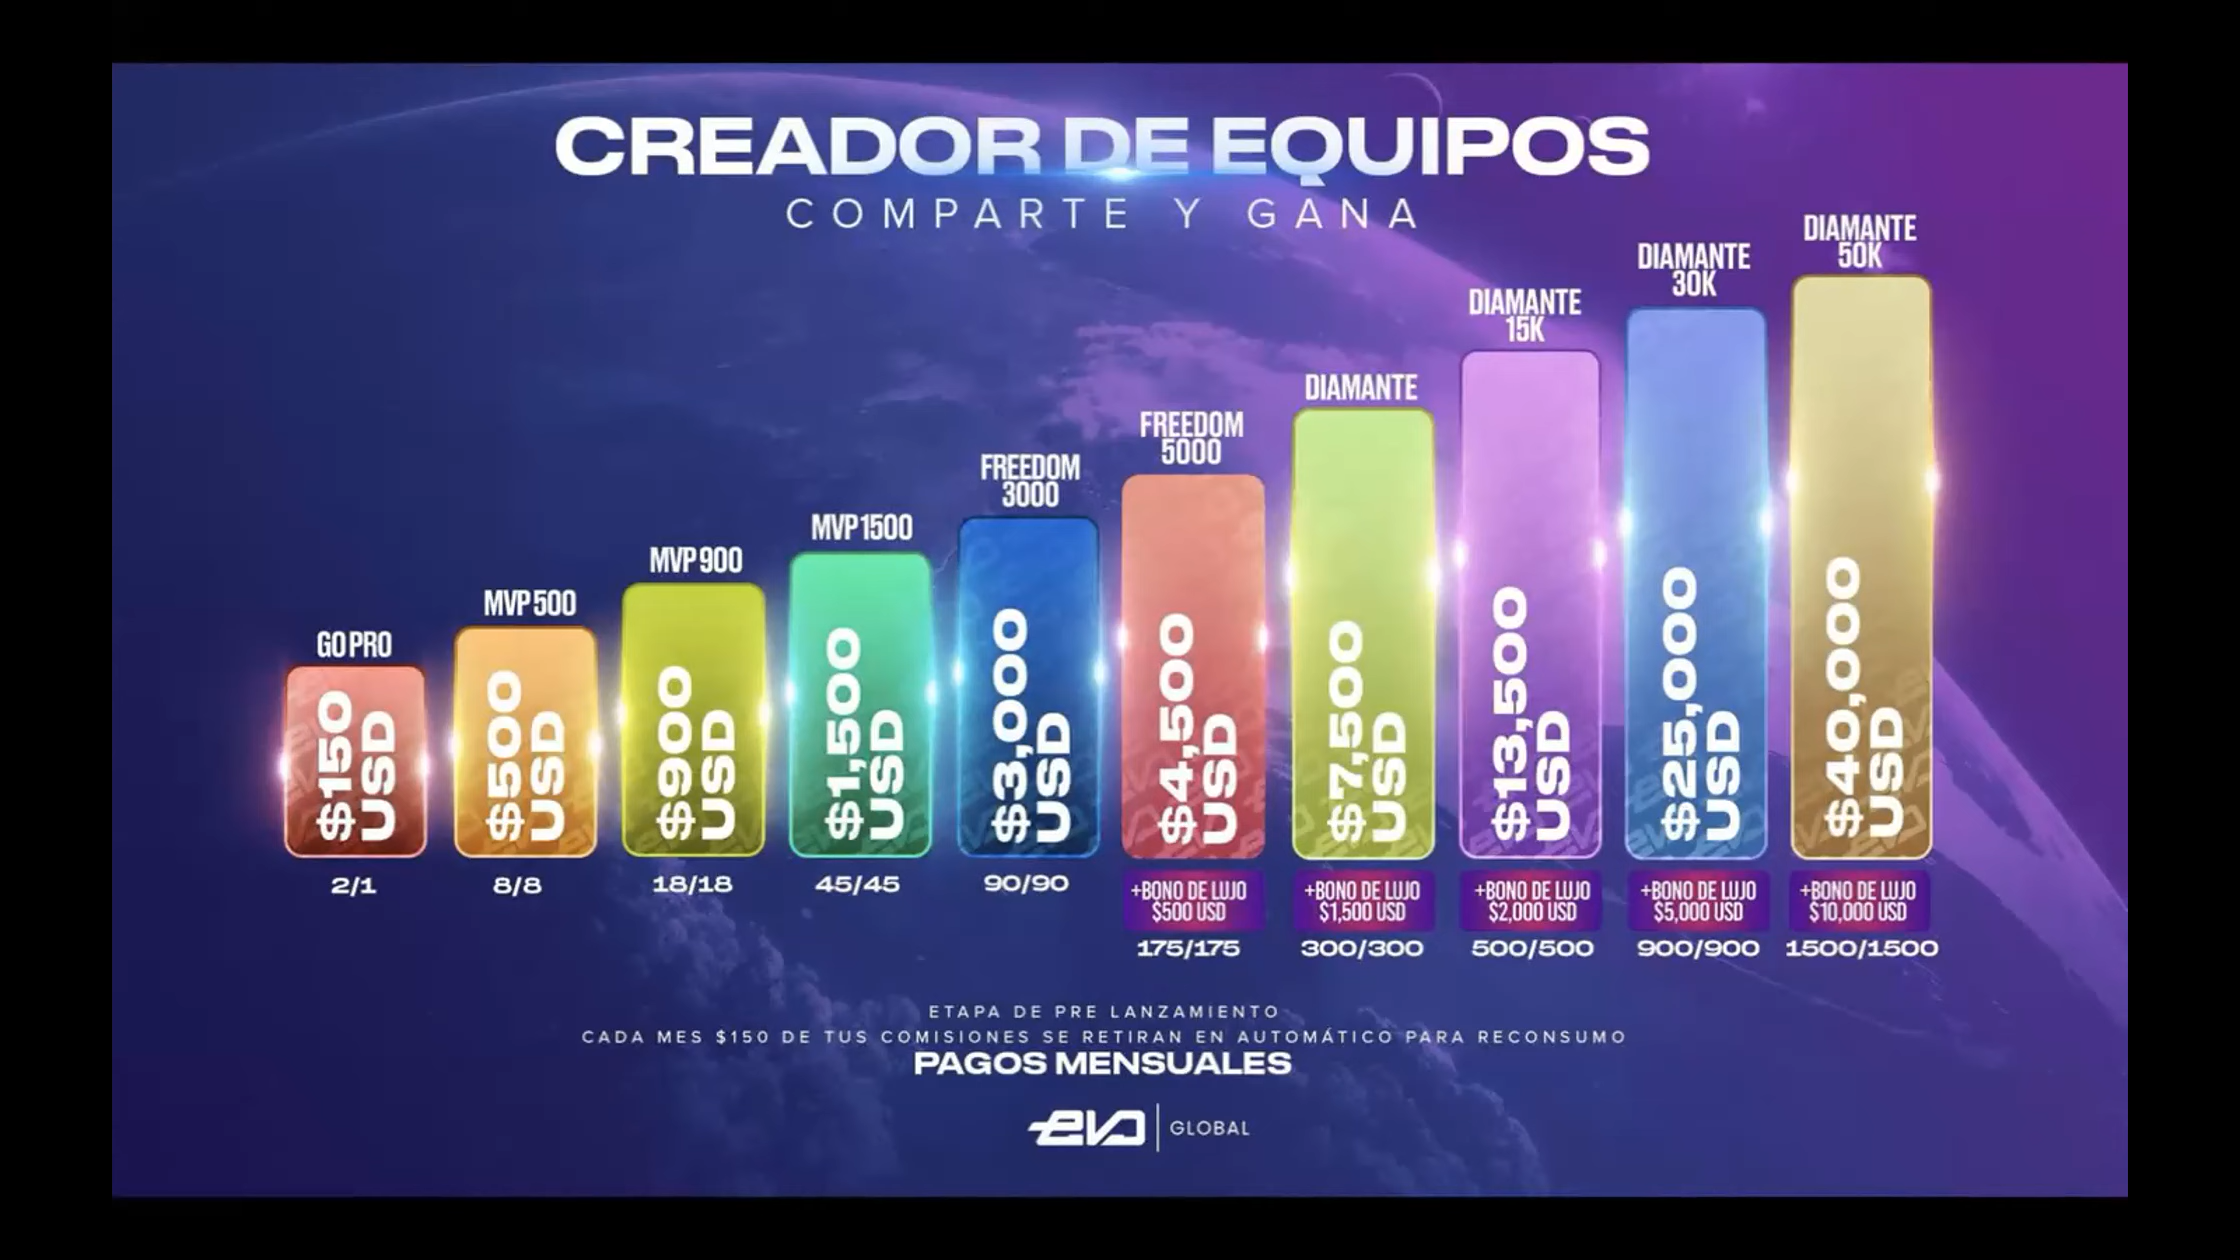 CREADOR DE EQUIPOS
COMPARTE Y GANA
GO PRO
$150
USD
2/1
MVP 500
$500
USD
8/8
MVP 900
$900
USD
18/18
MVP 1500
$1,500
USD
45/45
FREEDOM
3000
$3,000
USD
90/90
FREEDOM
5000
$4,500
USD
+BONO DE LUJO
$500 USD
175/175
DIAMANTE
$7,500
USD
+BONO DE LUJO
$1,500 USD
300/300
DIAMANTE
15K
$13,500
USD
+BONO DE LUJO
$2,000 USD
500/500
DIAMANTE
30K
$25,000
USD
+BONO DE LUJO
$5,000 USD
900/900
DIAMANTE
50K
$40,000
USD
+BONO DE LUJO
$10,000 USD
1500/1500
ETAPA DE PRE LANZAMIENTO
CADA MES $150 DE TUS COMISIONES SE RETIRAN EN AUTOMÁTICO PARA RECONSUMO
PAGOS MENSUALES
evo | GLOBAL